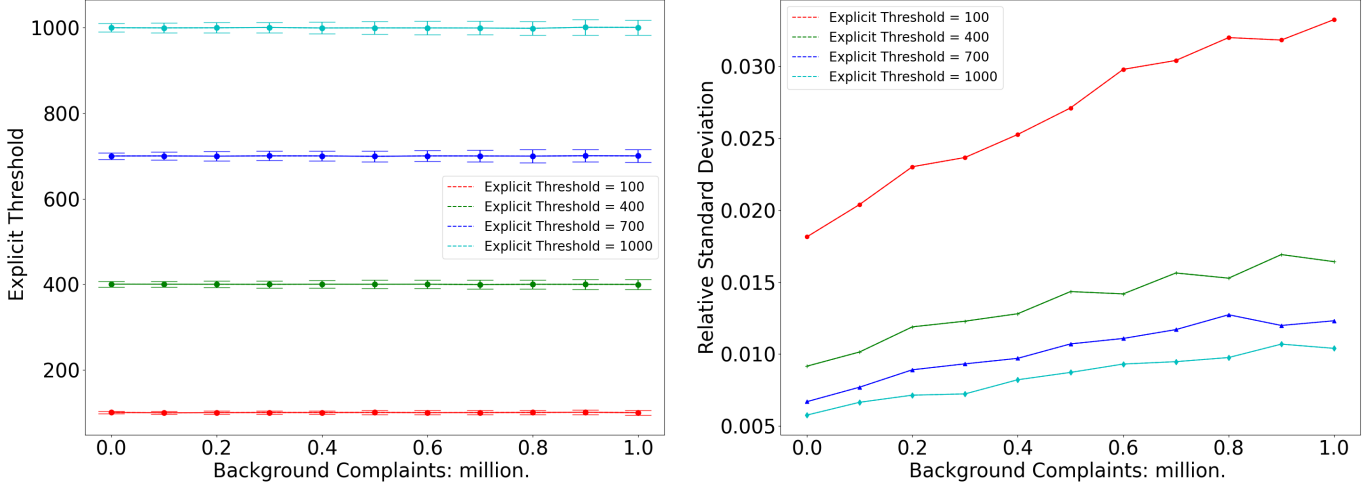 1000
800
600
400
200
0.0
0.2
0.4
0.6
0.8
1.0
Explicit Threshold
Background Complaints: million.
Explicit Threshold = 100
Explicit Threshold = 400
Explicit Threshold = 700
Explicit Threshold = 1000
0.030
0.025
0.020
0.015
0.010
0.005
0.0
0.2
0.4
0.6
0.8
1.0
Relative Standard Deviation
Background Complaints: million.
Explicit Threshold = 100
Explicit Threshold = 400
Explicit Threshold = 700
Explicit Threshold = 1000